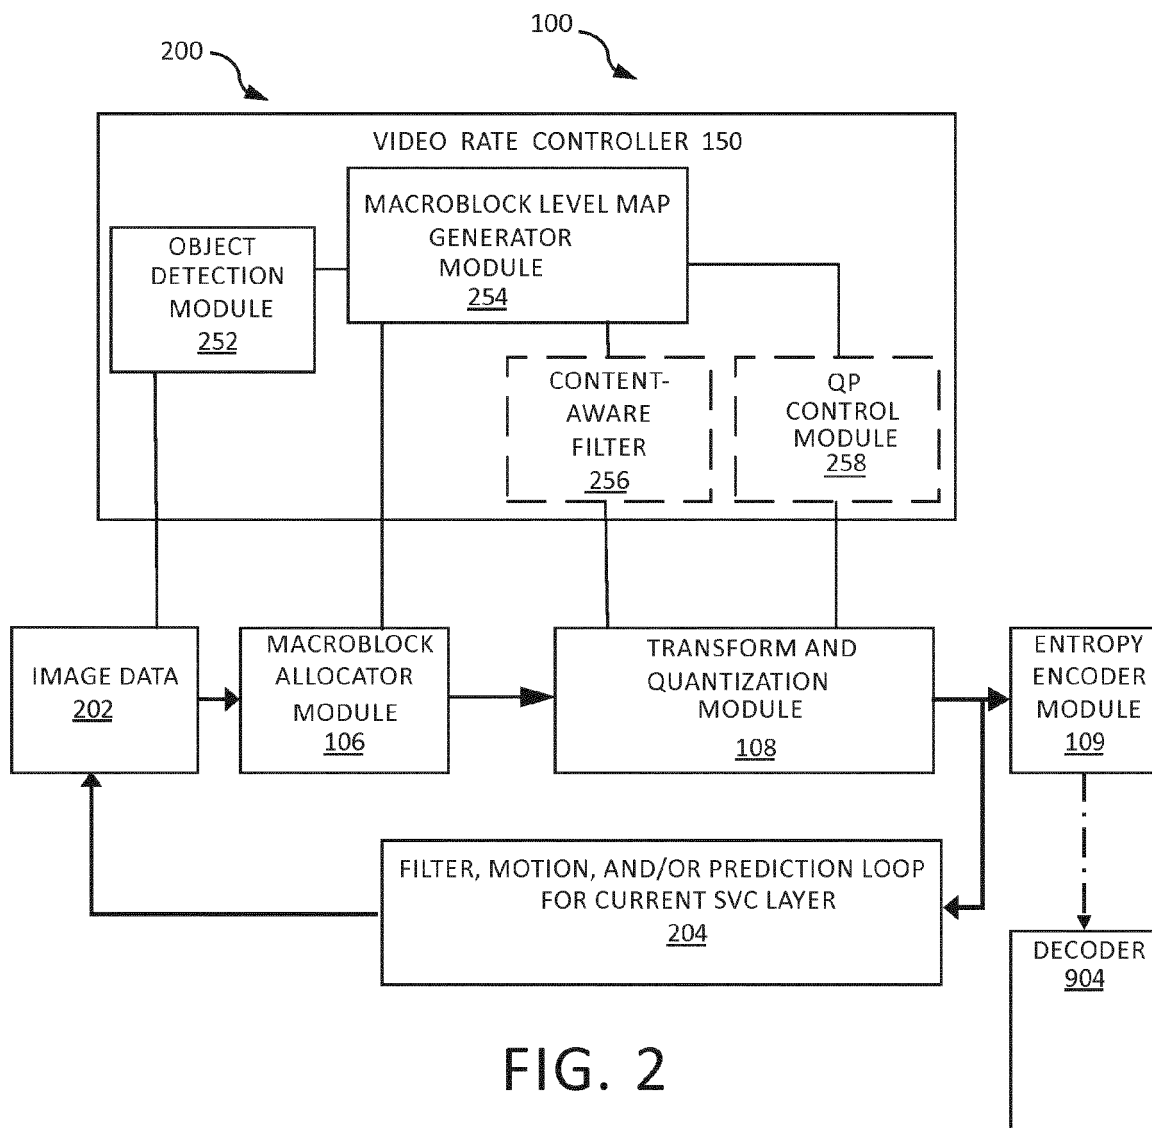 100
200
VIDEO RATE CONTROLLER 150
MACROBLOCK LEVEL MAP
GENERATOR
MODULE
254
OBJECT
DETECTION
MODULE
252
CONTENT-
AWARE
FILTER
256
QP
CONTROL
MODULE
258
IMAGE DATA
202
MACROBLOCK
ALLOCATOR
MODULE
106
TRANSFORM AND
QUANTIZATION
MODULE
108
ENTROPY
ENCODER
MODULE
109
FILTER, MOTION, AND/OR PREDICTION LOOP
FOR CURRENT SVC LAYER
204
DECODER
904
FIG. 2